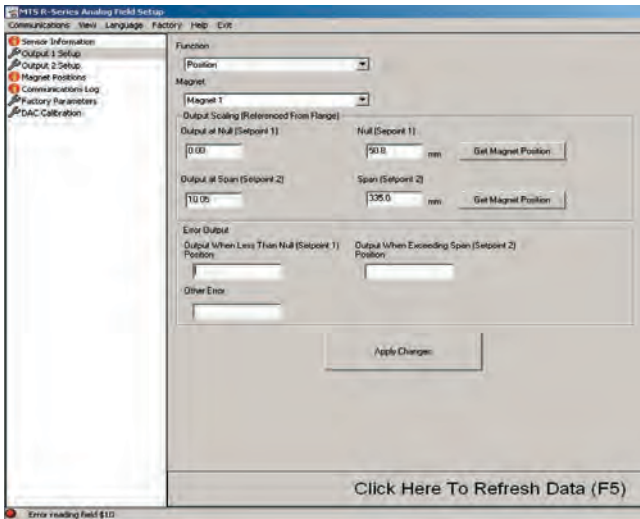 MTS R-Series Analog Field Setup
Communications View Language Factory Help Exit
Sensor Information
Output 1 Setup
Output 2 Setup
Magnet Positions
Communications Log
Factory Parameters
DAC Calibration
Function
Position
Magnet
Magnet 1
Output Scaling (Referenced From Flange)
Output at Null (Setpoint 1) Null (Sepoint 1)
0.00 50.8 mm Get Magnet Position
Output at Span (Setpoint 2) Span (Setpoint 2)
10.05 335.0 mm Get Magnet Position
Error Output
Output When Less Than Null (Setpoint 1) Output When Exceeding Span (Setpoint 2)
Position Position
Other Error
Apply Changes
Click Here To Refresh Data (F5)
Error reading field $10